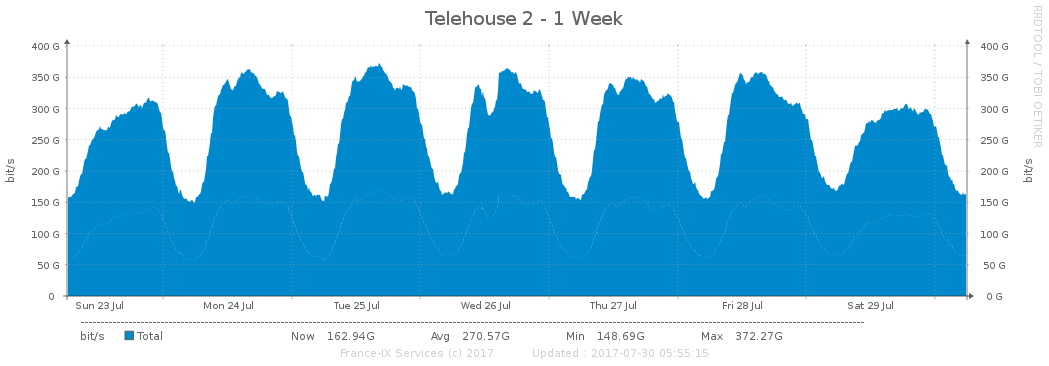 Telehouse 2 - 1 Week
RRDTOOL / TOBI OETIKER
400 G 400 G
350 G 350 G
300 G 300 G
250 G 250 G
200 G 200 G
150 G 150 G
100 G 100 G
50 G 50 G
0 0 G
bit/s bit/s
Sun 23 Jul Mon 24 Jul Tue 25 Jul Wed 26 Jul Thu 27 Jul Fri 28 Jul Sat 29 Jul
bit/s Total Now 162.94G Avg 270.57G Min 148.69G Max 372.27G
France-IX Services (c) 2017 Updated : 2017-07-30 05:55:15